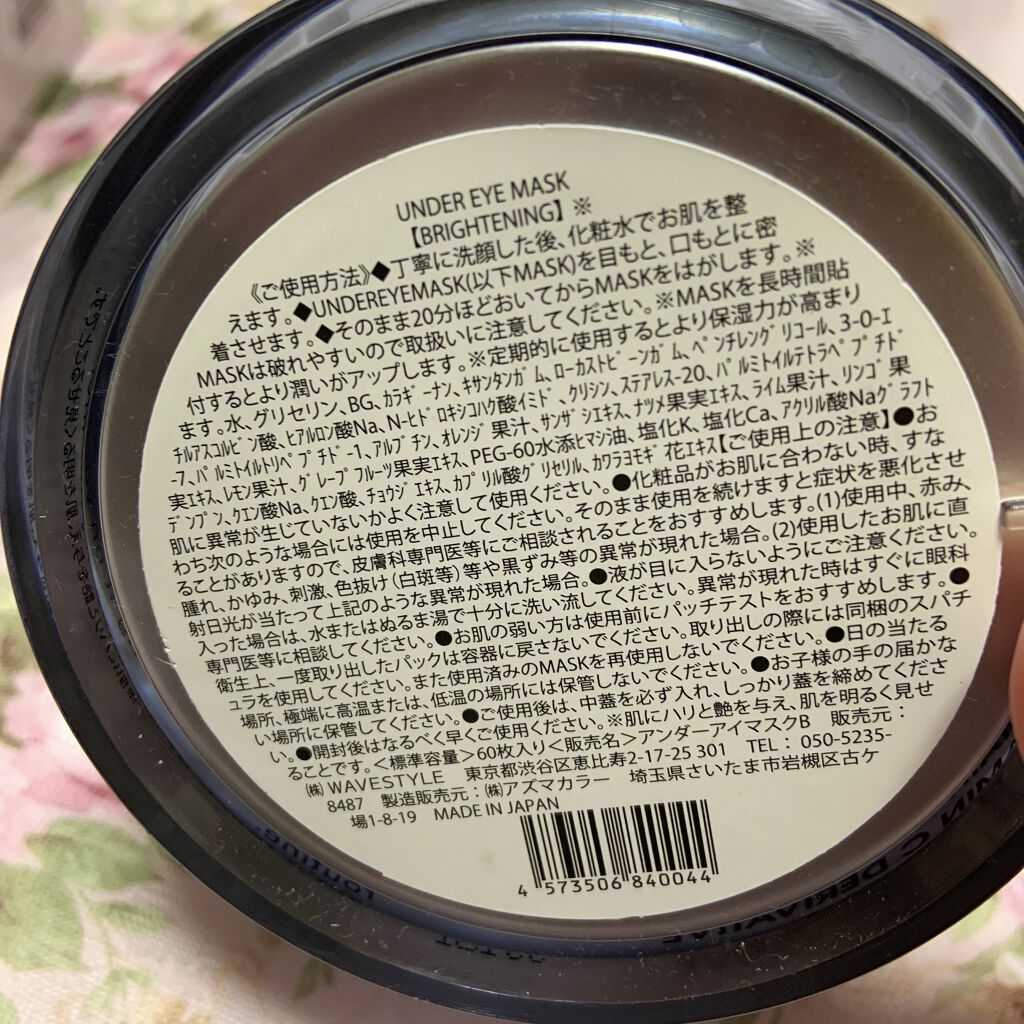 UNDER EYE MASK
【BRIGHTENING】※
《ご使用方法》◆丁寧に洗顔した後、化粧水でお肌を整
えます。◆UNDEREYEMASK(以下MASK)を目もと、口もとに密
着させます。◆そのまま20分ほどおいてからMASKをはがします。※
MASKは破れやすいので取扱いに注意してください。※MASKを長時間貼
付するとより潤いがアップします。※定期的に使用するとより保湿力が高まり
ます。水、グリセリン、BG、カラギーナン、キサンタンガム、ローカストビーンガム、ペンチレングリコール、3-O-エ
チルアスコルビン酸、ヒアルロン酸Na、N-ヒドロキシコハク酸イミド、クリシン、ステアレス-20、パルミトイルテトラペプチド
-7、パルミトイルトリペプチド-1、アルブチン、オレンジ果汁、サンザシエキス、ナツメ果実エキス、ライム果汁、リンゴ果
実エキス、レモン果汁、グレープフルーツ果実エキス、PEG-60水添ヒマシ油、塩化K、塩化Ca、アクリル酸Naグラフト
デンプン、クエン酸Na、クエン酸、チョウジエキス、カプリル酸グリセリル、カワラヨモギ花エキス【ご使用上の注意】●お
肌に異常が生じていないかよく注意して使用ください。●化粧品がお肌に合わない時、すな
わち次のような場合には使用を中止してください。そのまま使用を続けますと症状を悪化させ
ることがありますので、皮膚科専門医等にご相談されることをおすすめします。(1)使用中、赤み、
腫れ、かゆみ、刺激、色抜け(白斑等)等や黒ずみ等の異常が現れた場合。(2)使用したお肌に直
射日光が当たって上記のような異常が現れた場合。●液が目に入らないようにご注意ください。
入った場合は、水またはぬるま湯で十分に洗い流してください。異常が現れた時はすぐに眼科
専門医等に相談してください。●お肌の弱い方は使用前にパッチテストをおすすめします。●
衛生上、一度取り出したパックは容器に戻さないでください。取り出しの際には同梱のスパチ
ュラを使用してください。また使用済みのMASKを再使用しないでください。●日の当たる
場所、極端に高温または、低温の場所には保管しないでください。●お子様の手の届かな
い場所に保管してください。●ご使用後は、中蓋を必ず入れ、しっかり蓋を締めてくださ
い。●開封後はなるべく早くご使用ください。※肌にハリと艶を与え、肌を明るく見せ
ることです。<標準容量>60枚入り<販売名>アンダーアイマスクB 販売元：
㈱ WAVESTYLE 東京都渋谷区恵比寿2-17-25 301 TEL： 050-5235-
8487 製造販売元：㈱アズマカラー 埼玉県さいたま市岩槻区古ケ
場1-8-19 MADE IN JAPAN
4 573506 840044